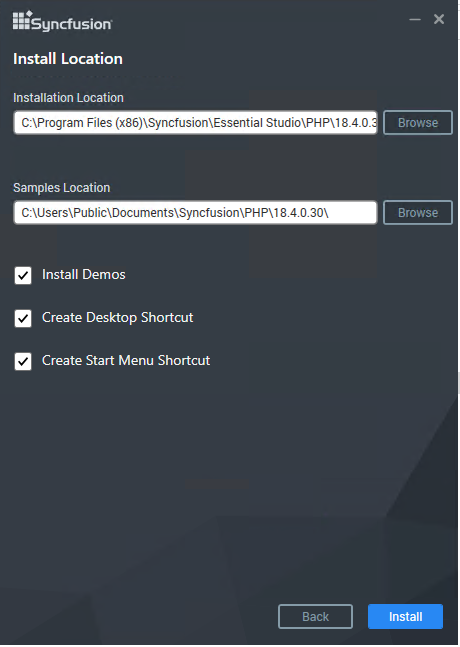 Syncfusion
Install Location
Installation Location
C:\Program Files (x86)\Syncfusion\Essential Studio\PHP\18.4.0.3
Browse
Samples Location
C:\Users\Public\Documents\Syncfusion\PHP\18.4.0.30\
Browse
Install Demos
Create Desktop Shortcut
Create Start Menu Shortcut
Back
Install